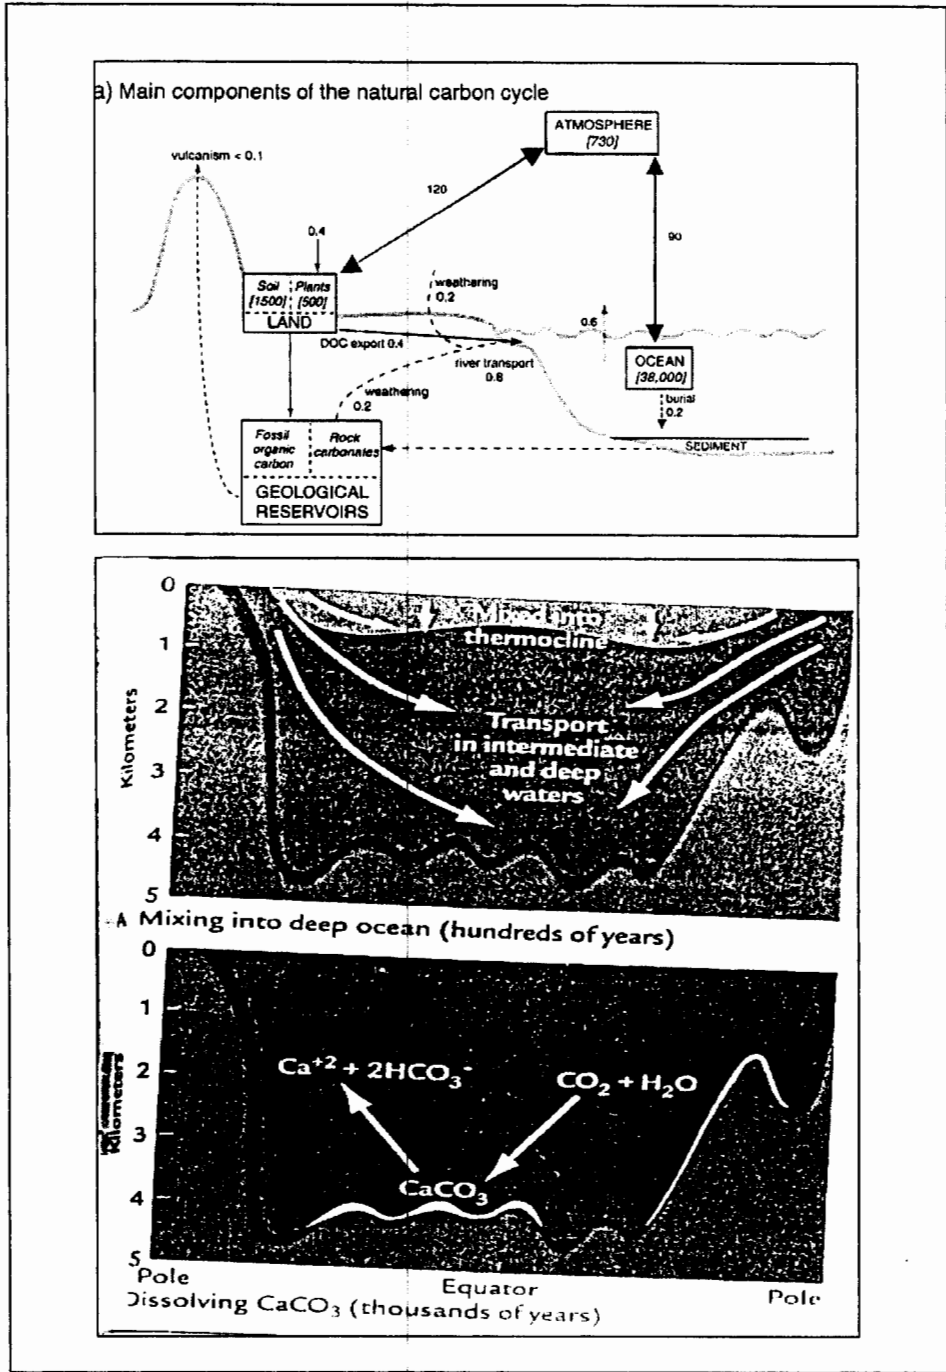 a) Main components of the natural carbon cycle
ATMOSPHERE
[730]
vulcanism < 0.1
120
90
0.4
Soil
[1500]
Plants
[500]
LAND
weathering
0.2
DOC export 0.4
river transport
0.8
0.6
OCEAN
[38,000]
burial
0.2
weathering
0.2
SEDIMENT
Fossil
organic
carbon
Rock
carbonates
GEOLOGICAL
RESERVOIRS
0
1
2
3
4
5
Kilometers
Mixed into
thermocline
Transport
in intermediate
and deep
waters
A Mixing into deep ocean (hundreds of years)
0
1
2
3
4
5
Kilometers
Ca+2 + 2HCO3-
CO2 + H2O
CaCO3
Pole
Equator
Pole
Dissolving CaCO3 (thousands of years)